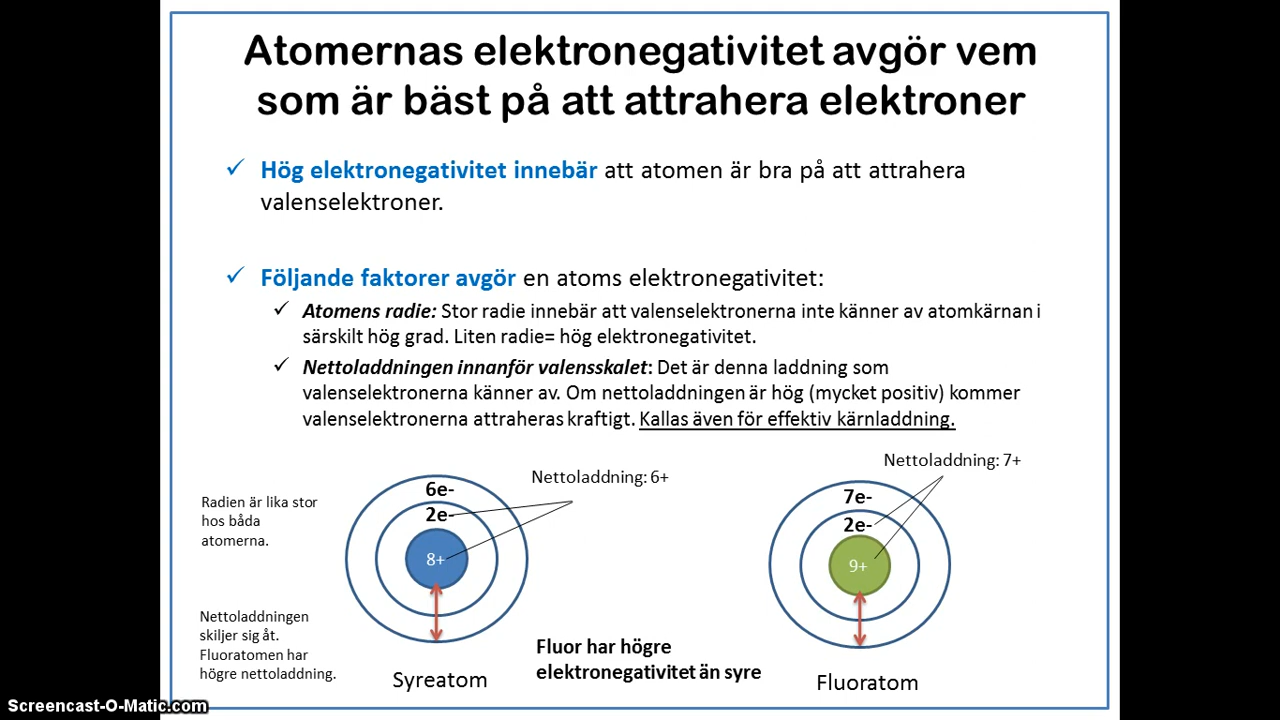 Atomernas elektronegativitet avgör vem
som är bäst på att attrahera elektroner
✓ Hög elektronegativitet innebär att atomen är bra på att attrahera
valenselektroner.
✓ Följande faktorer avgör en atoms elektronegativitet:
✓ Atomens radie: Stor radie innebär att valenselektronerna inte känner av atomkärnan i
särskilt hög grad. Liten radie= hög elektronegativitet.
✓ Nettoladdningen innanför valensskalet: Det är denna laddning som
valenselektronerna känner av. Om nettoladdningen är hög (mycket positiv) kommer
valenselektronerna attraheras kraftigt. Kallas även för effektiv kärnladdning.
Radien är lika stor
hos båda
atomerna.
Nettoladdningen
skiljer sig åt.
Fluoratomen har
högre nettoladdning.
Nettoladdning: 6+
6e-
2e-
8+
Syreatom
Fluor har högre
elektronegativitet än syre
Nettoladdning: 7+
7e-
2e-
9+
Fluoratom
Screencast-O-Matic.com